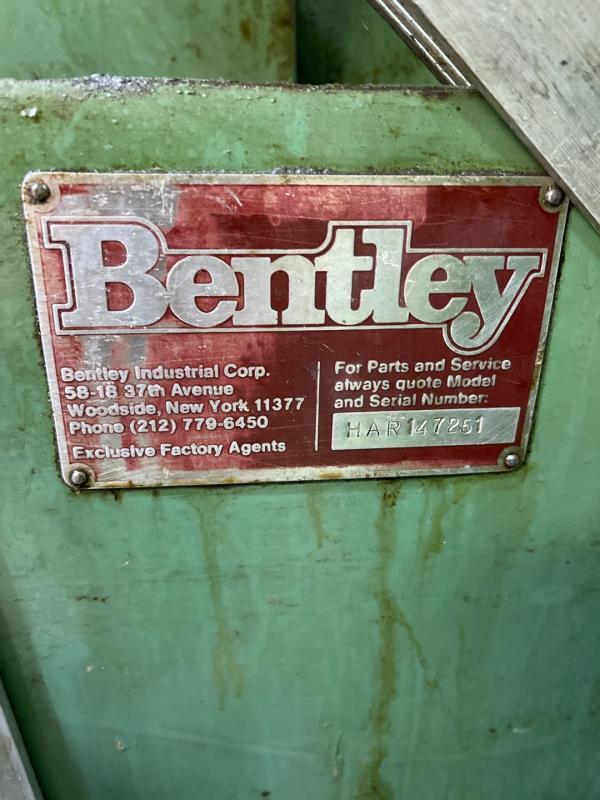 Bentley
Bentley Industrial Corp.
58-18 37th Avenue
Woodside, New York 11377
Phone (212) 779-6450
Exclusive Factory Agents
For Parts and Service
always quote Model
and Serial Number:
HAR147251